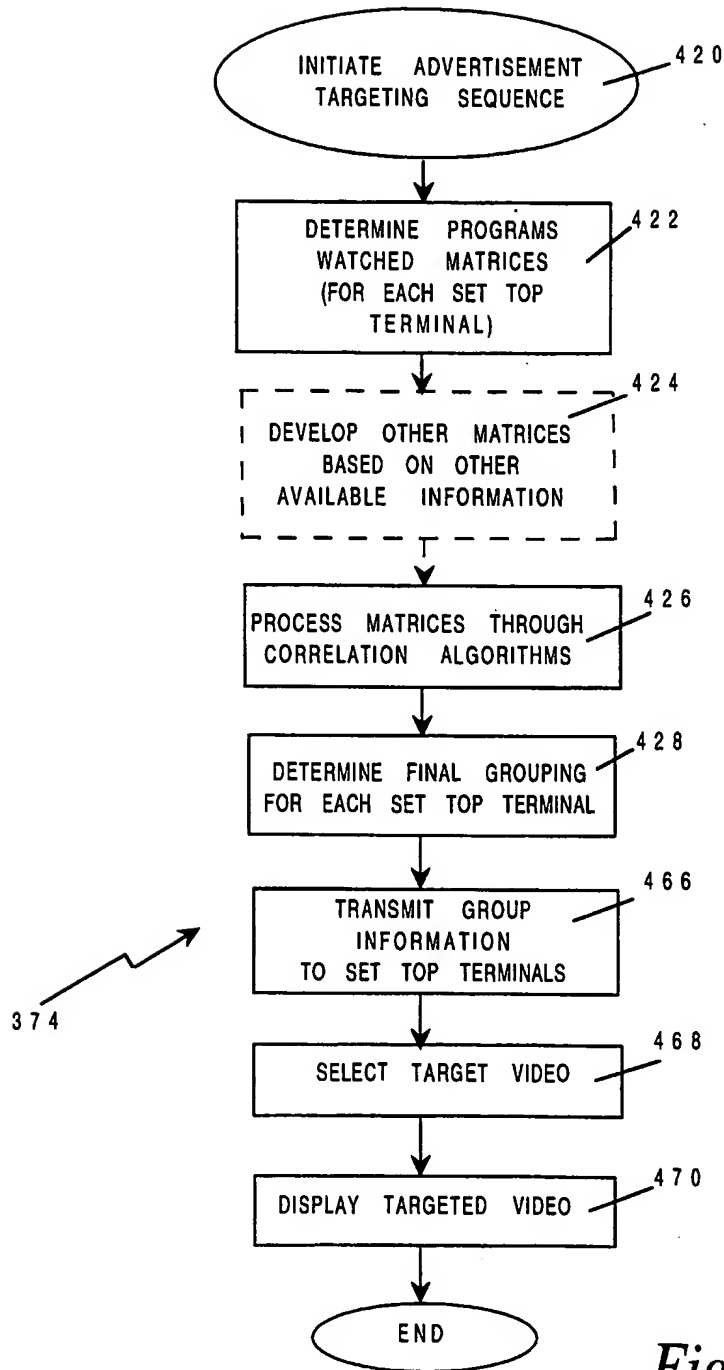 INITIATE ADVERTISEMENT
TARGETING SEQUENCE
420
DETERMINE PROGRAMS
WATCHED MATRICES
(FOR EACH SET TOP
TERMINAL)
422
DEVELOP OTHER MATRICES
BASED ON OTHER
AVAILABLE INFORMATION
424
PROCESS MATRICES THROUGH
CORRELATION ALGORITHMS
426
DETERMINE FINAL GROUPING
FOR EACH SET TOP TERMINAL
428
TRANSMIT GROUP
INFORMATION
TO SET TOP TERMINALS
466
374
SELECT TARGET VIDEO
468
DISPLAY TARGETED VIDEO
470
END